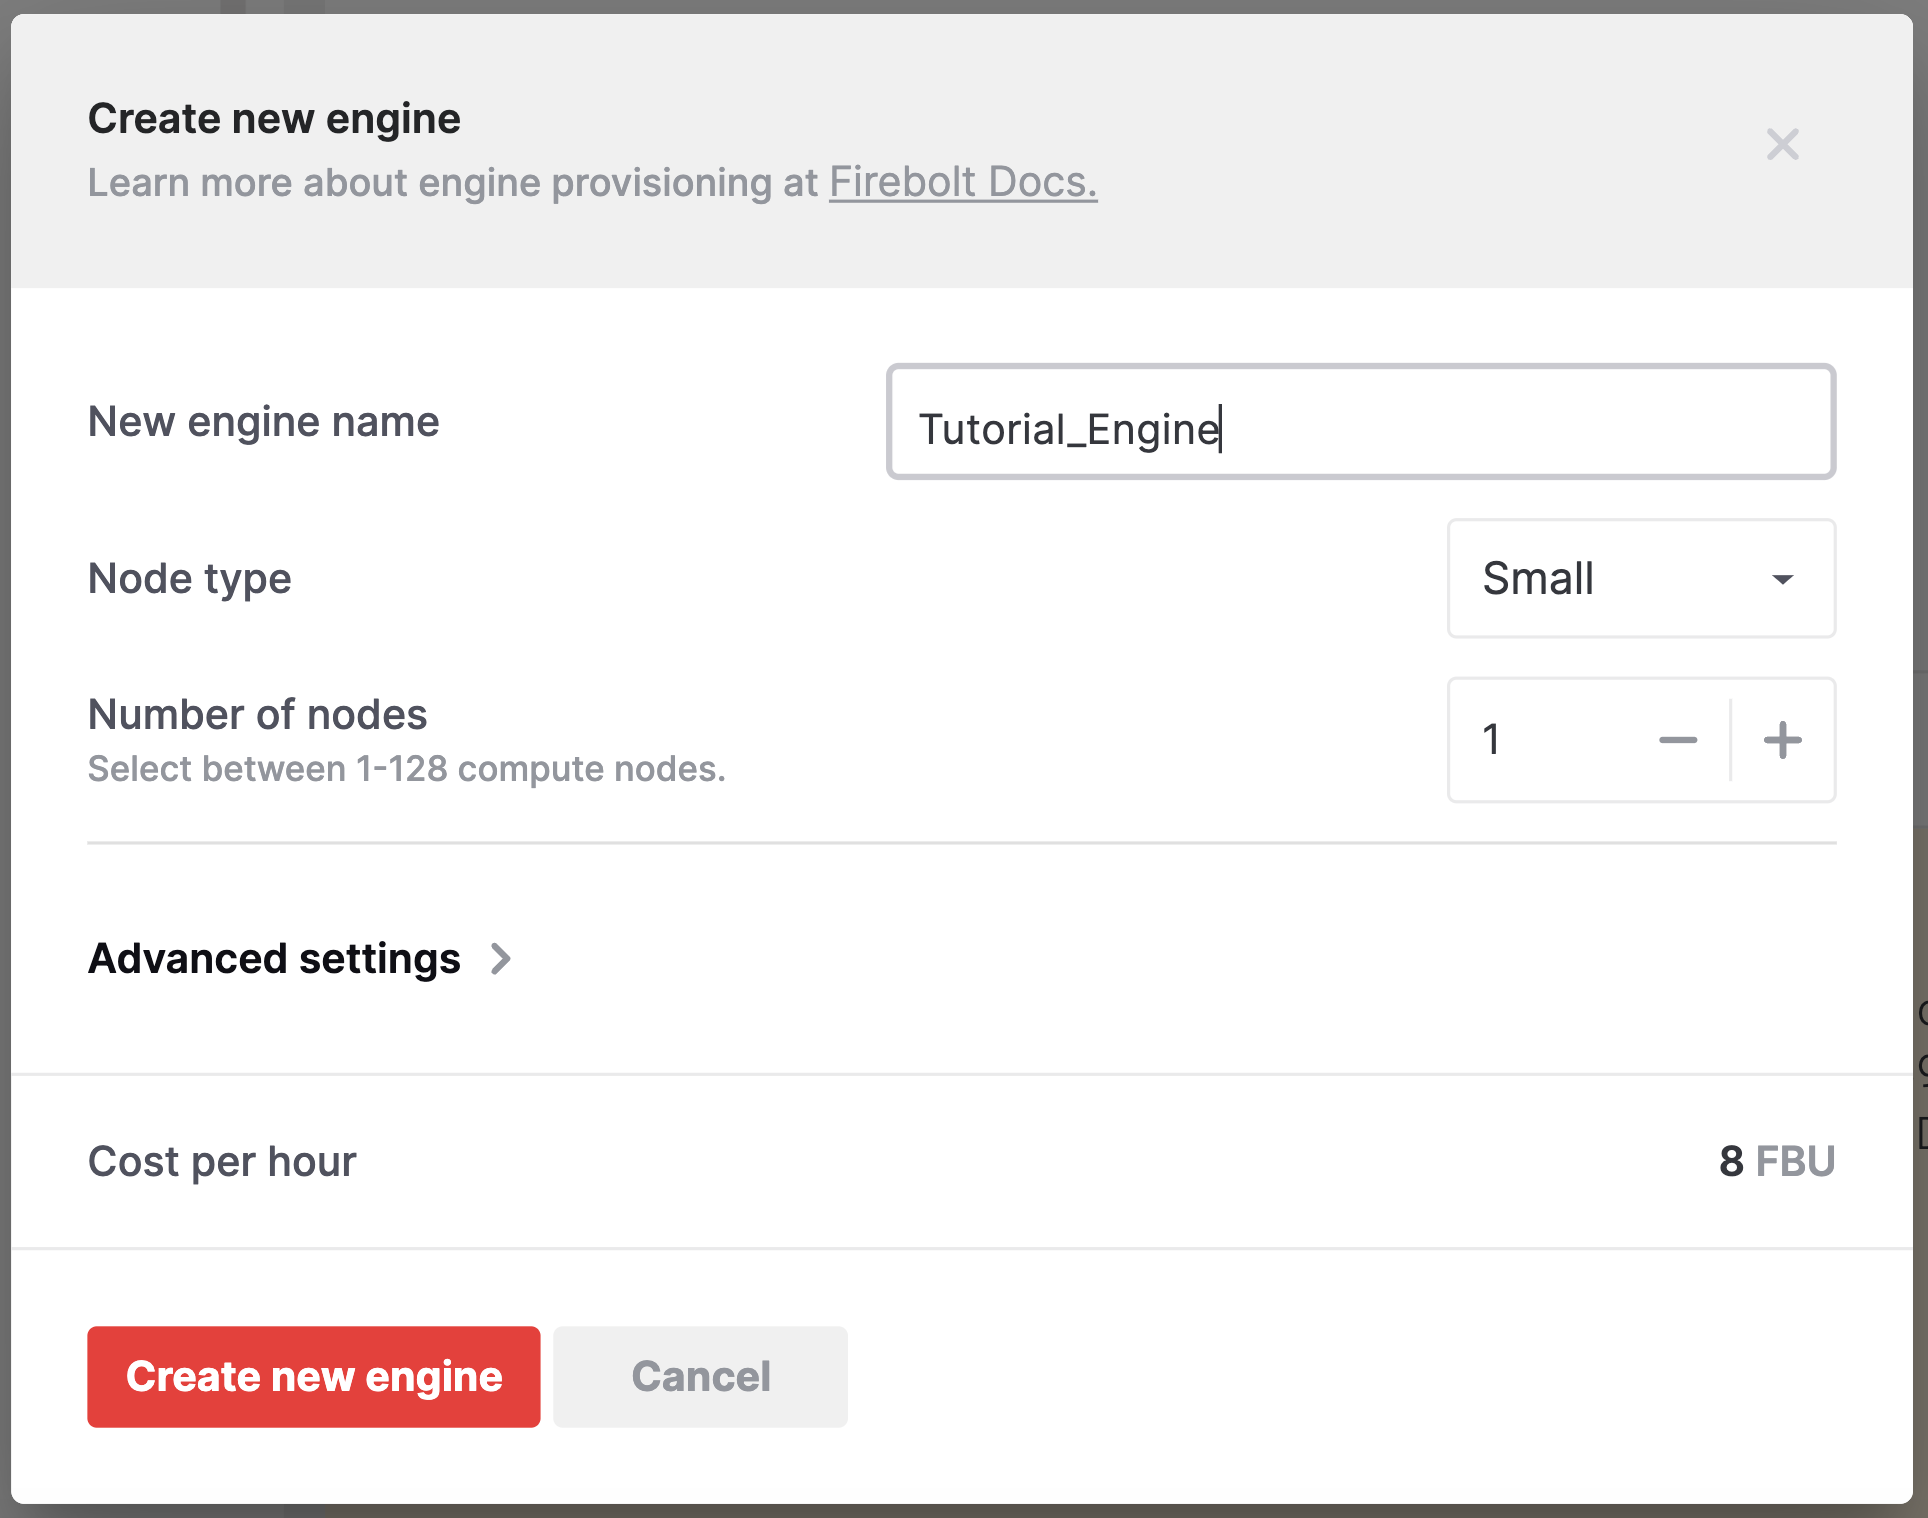 Create new engine
Learn more about engine provisioning at Firebolt Docs.
New engine name
Tutorial_Engine
Node type
Small
Number of nodes
Select between 1-128 compute nodes.
1
Advanced settings
Cost per hour
8 FBU
Create new engine
Cancel